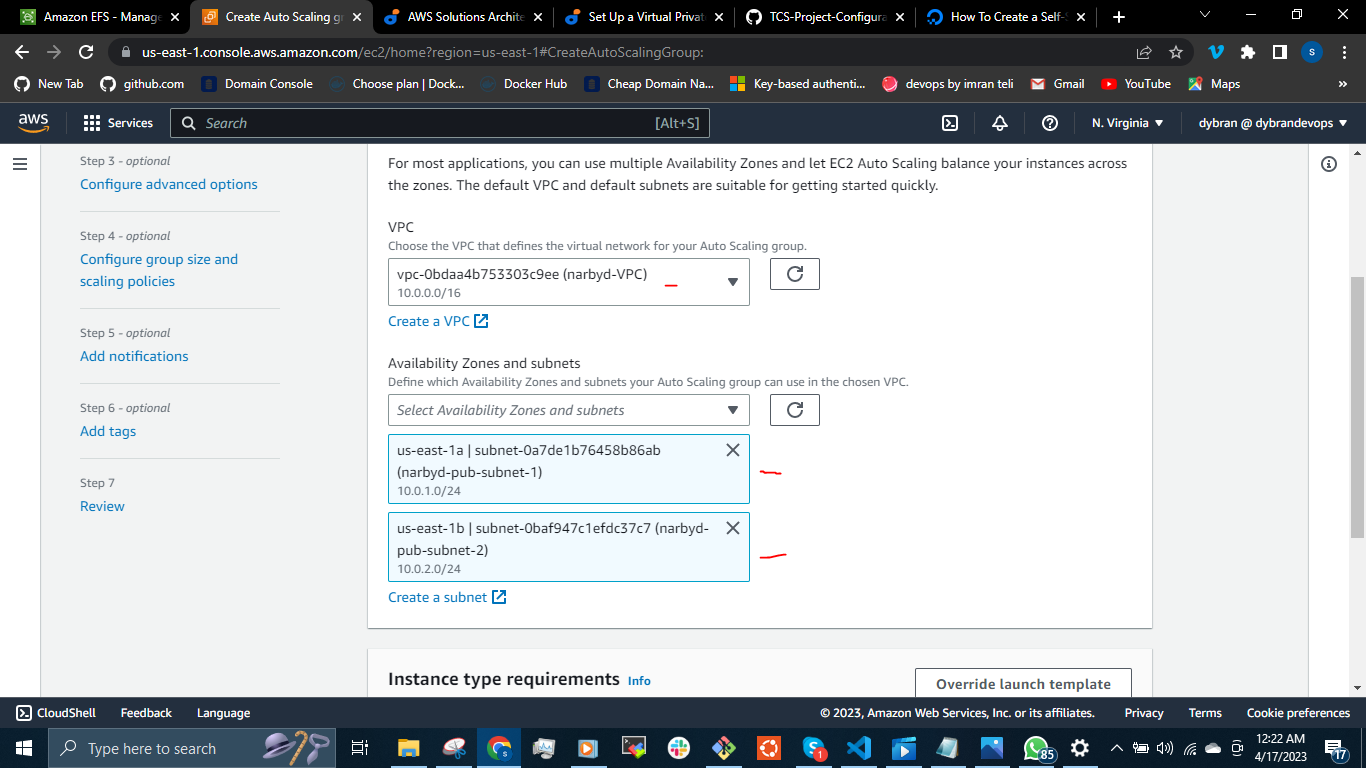 Amazon EFS - Manage
Create Auto Scaling gr
AWS Solutions Archite
Set Up a Virtual Privat
TCS-Project-Configura
How To Create a Self-S
us-east-1.console.aws.amazon.com/ec2/home?region=us-east-1#CreateAutoScalingGroup:
S
New Tab
github.com
Domain Console
Choose plan | Dock...
Docker Hub
Cheap Domain Na...
Key-based authenti...
devops by imran teli
Gmail
YouTube
Maps
»
aws
Services
Search
[Alt+S]
N. Virginia
dybran @ dybrandevops
Step 3 - optional
Configure advanced options
Step 4 - optional
Configure group size and
scaling policies
Step 5 - optional
Add notifications
Step 6 - optional
Add tags
Step 7
Review
For most applications, you can use multiple Availability Zones and let EC2 Auto Scaling balance your instances across
the zones. The default VPC and default subnets are suitable for getting started quickly.
VPC
Choose the VPC that defines the virtual network for your Auto Scaling group.
vpc-0bdaa4b753303c9ee (narbyd-VPC)
10.0.0.0/16
Create a VPC
Availability Zones and subnets
Define which Availability Zones and subnets your Auto Scaling group can use in the chosen VPC.
Select Availability Zones and subnets
us-east-1a | subnet-0a7de1b76458b86ab
(narbyd-pub-subnet-1)
10.0.1.0/24
us-east-1b | subnet-0baf947c1efdc37c7 (narbyd-
pub-subnet-2)
10.0.2.0/24
Create a subnet
Instance type requirements Info
Override launch template
CloudShell
Feedback
Language
© 2023, Amazon Web Services, Inc. or its affiliates.
Privacy
Terms
Cookie preferences
Type here to search
1
85
12:22 AM
4/17/2023
17